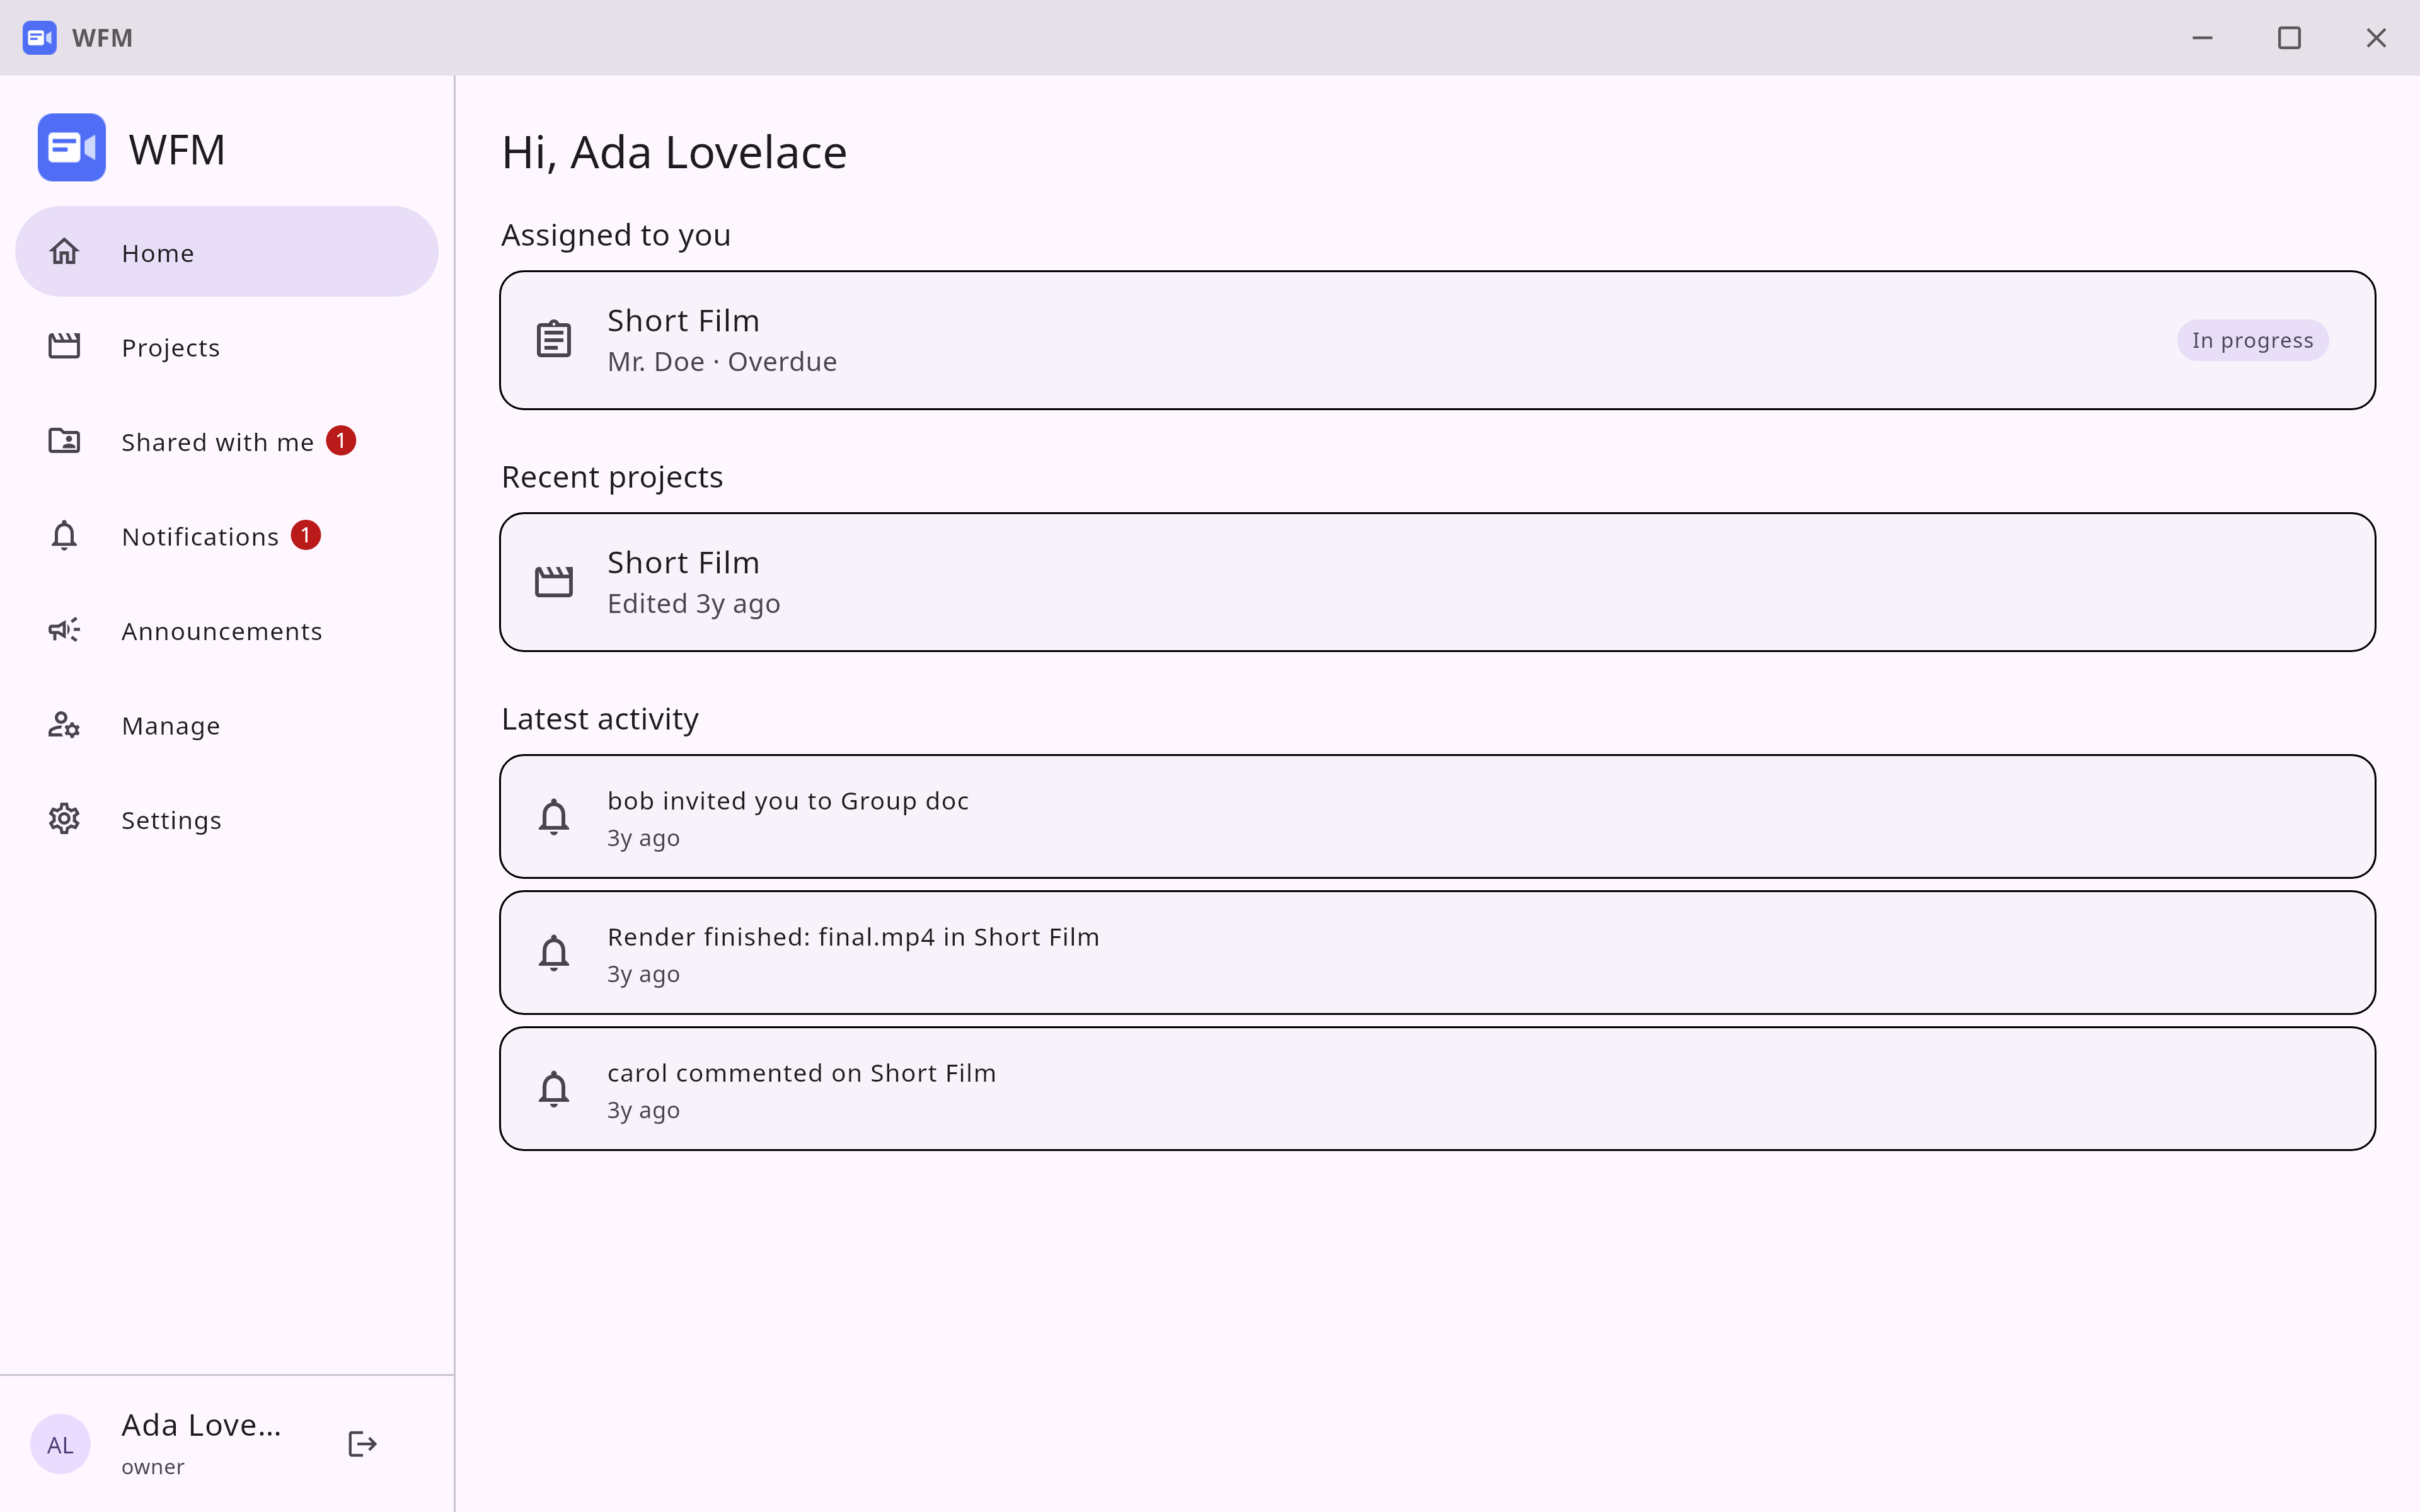 WFM
WFM
Home
Projects
Shared with me 1
Notifications 1
Announcements
Manage
Settings
Ada Love...
AL
owner
Hi, Ada Lovelace
Assigned to you
Short Film
Mr. Doe · Overdue
In progress
Recent projects
Short Film
Edited 3y ago
Latest activity
bob invited you to Group doc
3y ago
Render finished: final.mp4 in Short Film
3y ago
carol commented on Short Film
3y ago